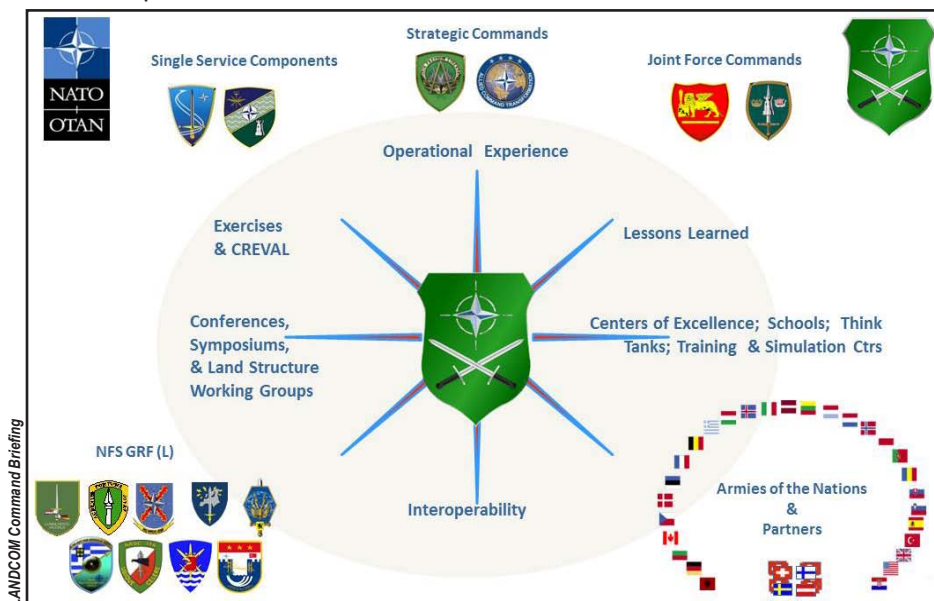 Strategic Commands
Single Service Components
Joint Force Commands
NATO
OTAN
Operational Experience
Exercises
& CREVAL
Lessons Learned
Conferences,
Symposiums,
& Land Structure
Working Groups
Centers of Excellence; Schools; Think
Tanks; Training & Simulation Ctrs
NFS GRF (L)
Interoperability
Armies of the Nations
&
Partners
LANDCOM Command Briefing